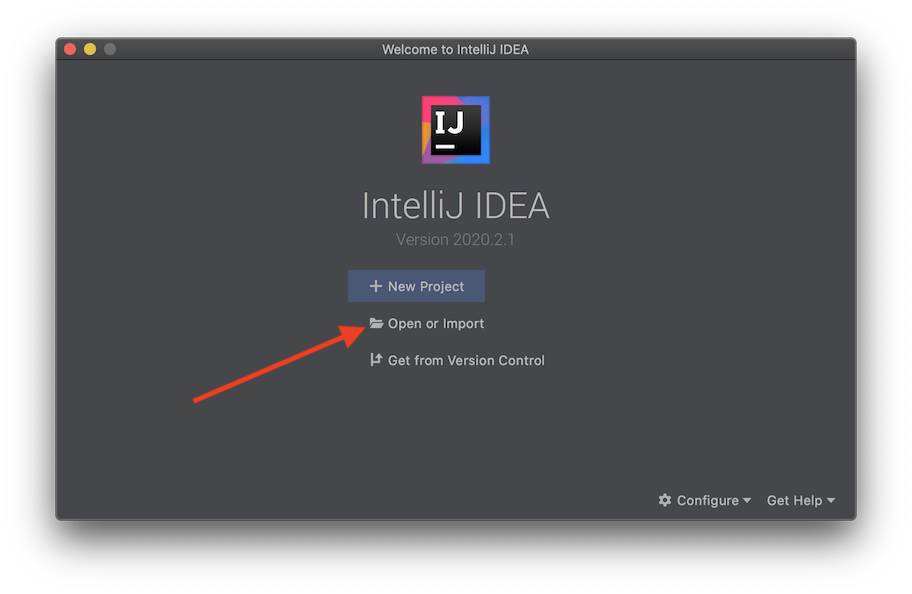 Welcome to IntelliJ IDEA
IJ
IntelliJ IDEA
Version 2020.2.1
New Project
Open or Import
Get from Version Control
Configure Get Help